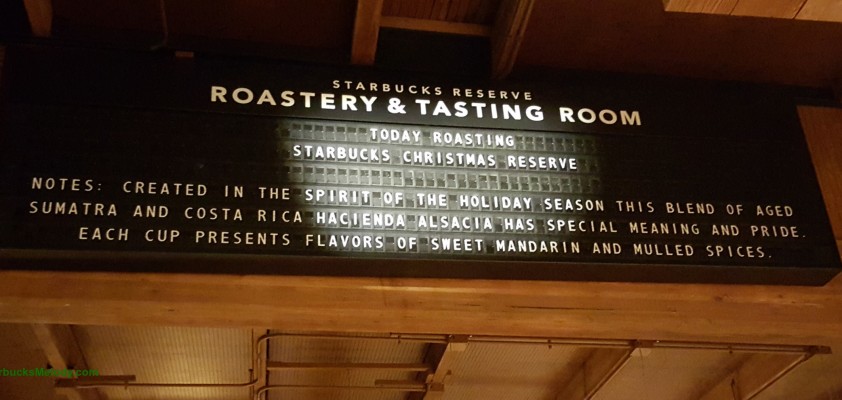 STARBUCKS RESERVE
ROASTERY & TASTING ROOM
TODAY ROASTING
STARBUCKS CHRISTMAS RESERVE
NOTES: CREATED IN THE SPIRIT OF THE HOLIDAY SEASON THIS BLEND OF AGED
SUMATRA AND COSTA RICA HACIENDA ALSACIA HAS SPECIAL MEANING AND PRIDE.
EACH CUP PRESENTS FLAVORS OF SWEET MANDARIN AND MULLED SPICES.